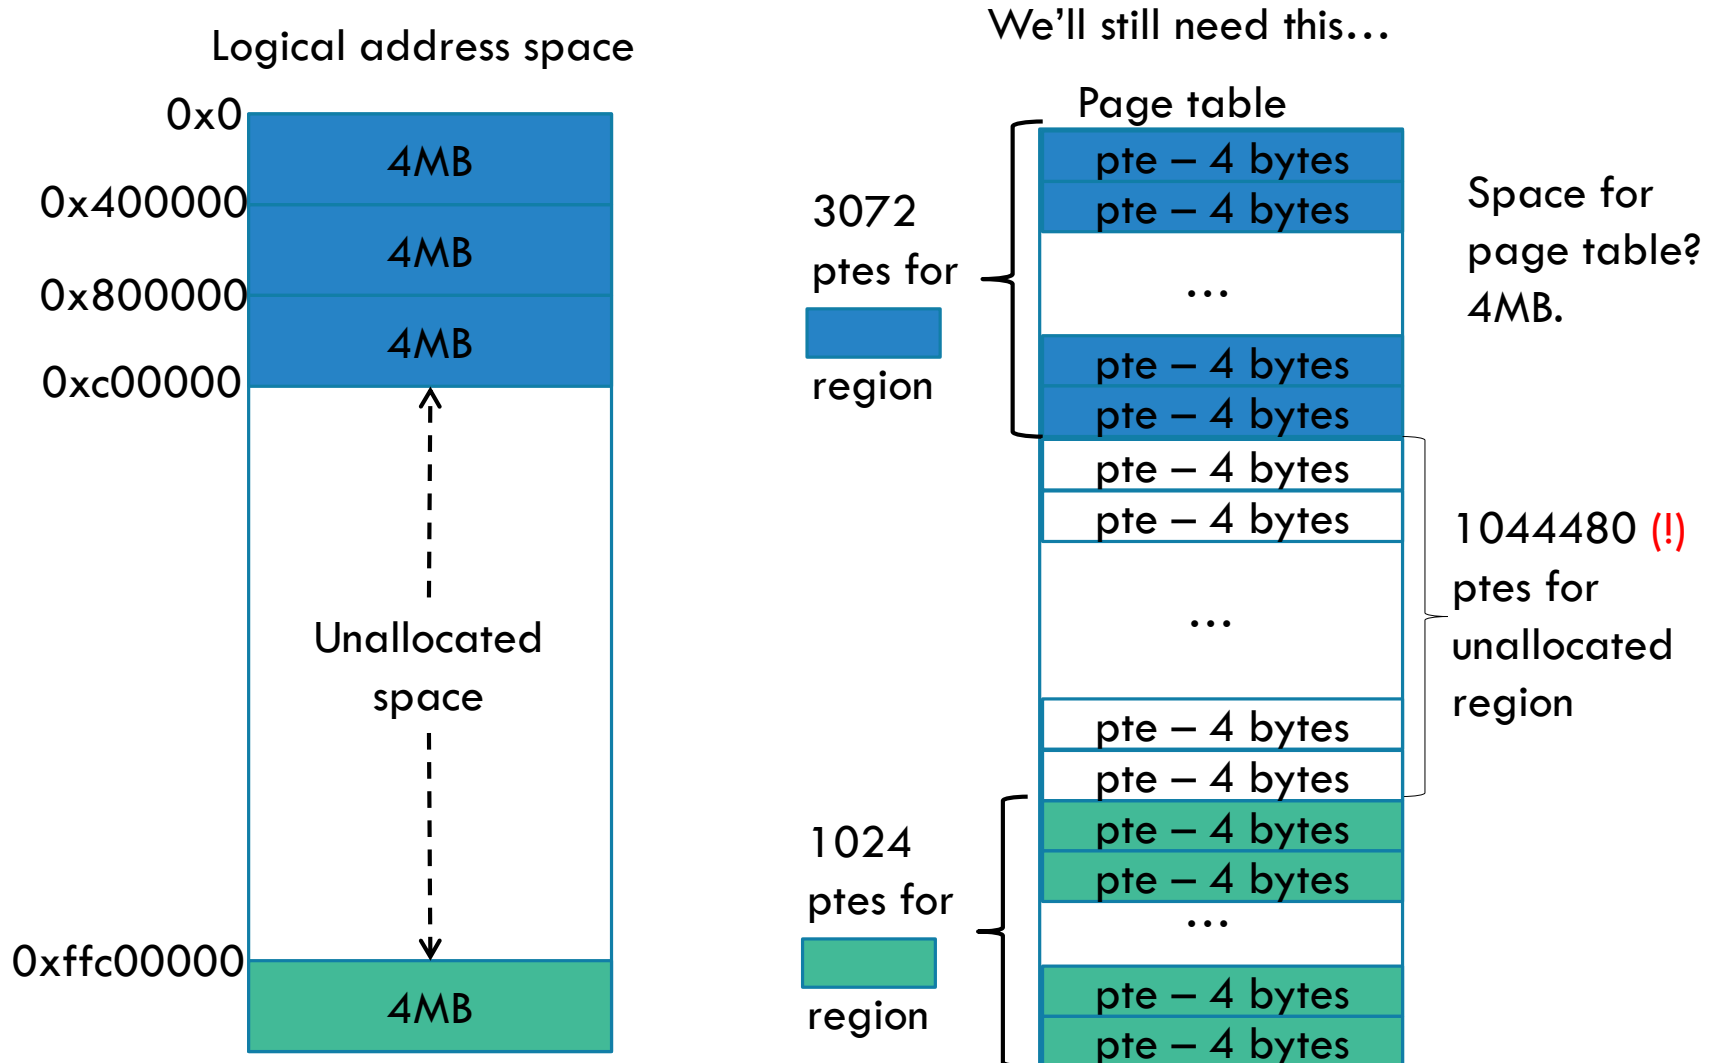 Logical address space
0x0
4MB
0x400000
4MB
0x800000
4MB
0xc00000
Unallocated
space
0xffc00000
4MB
We’ll still need this…
Page table
3072
ptes for
region
pte – 4 bytes
pte – 4 bytes
…
pte – 4 bytes
pte – 4 bytes
pte – 4 bytes
pte – 4 bytes
…
pte – 4 bytes
pte – 4 bytes
1024
ptes for
region
pte – 4 bytes
pte – 4 bytes
…
pte – 4 bytes
pte – 4 bytes
Space for
page table?
4MB.
1044480 (!)
ptes for
unallocated
region